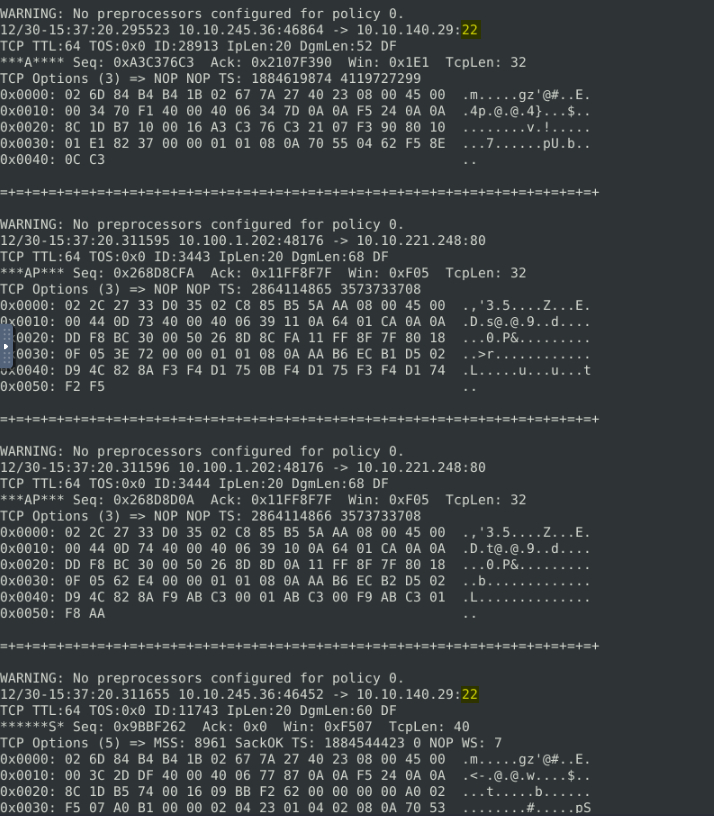 WARNING: No preprocessors configured for policy 0.
12/30-15:37:20.295523 10.10.245.36:46864 -> 10.10.140.29:22
TCP TTL:64 TOS:0x0 ID:28913 IpLen:20 DgmLen:52 DF
***A**** Seq: 0xA3C376C3  Ack: 0x2107F390  Win: 0x1E1  TcpLen: 32
TCP Options (3) => NOP NOP TS: 1884619874 4119727299
0x0000: 02 6D 84 B4 B4 1B 02 67 7A 27 40 23 08 00 45 00  .m.....gz'@#..E.
0x0010: 00 34 70 F1 40 00 40 06 34 7D 0A 0A F5 24 0A 0A  .4p.@.@.4}...$..
0x0020: 8C 1D B7 10 00 16 A3 C3 76 C3 21 07 F3 90 80 10  ........v.!.....
0x0030: 01 E1 82 37 00 00 01 01 08 0A 70 55 04 62 F5 8E  ...7......pU.b..
0x0040: 0C C3                                            ..
=+=+=+=+=+=+=+=+=+=+=+=+=+=+=+=+=+=+=+=+=+=+=+=+=+=+=+=+=+=+=+=+=+=+=+=+=+
WARNING: No preprocessors configured for policy 0.
12/30-15:37:20.311595 10.100.1.202:48176 -> 10.10.221.248:80
TCP TTL:64 TOS:0x0 ID:3443 IpLen:20 DgmLen:68 DF
***AP*** Seq: 0x268D8CFA  Ack: 0x11FF8F7F  Win: 0xF05  TcpLen: 32
TCP Options (3) => NOP NOP TS: 2864114865 3573733708
0x0000: 02 2C 27 33 D0 35 02 C8 85 B5 5A AA 08 00 45 00  .,'3.5....Z...E.
0x0010: 00 44 0D 73 40 00 40 06 39 11 0A 64 01 CA 0A 0A  .D.s@.@.9..d....
0020: DD F8 BC 30 00 50 26 8D 8C FA 11 FF 8F 7F 80 18  ...0.P&.........
0030: 0F 05 3E 72 00 00 01 01 08 0A AA B6 EC B1 D5 02  ..>r............
0x0040: D9 4C 82 8A F3 F4 D1 75 0B F4 D1 75 F3 F4 D1 74  .L.....u...u...t
0x0050: F2 F5                                            ..
=+=+=+=+=+=+=+=+=+=+=+=+=+=+=+=+=+=+=+=+=+=+=+=+=+=+=+=+=+=+=+=+=+=+=+=+=+
WARNING: No preprocessors configured for policy 0.
12/30-15:37:20.311596 10.100.1.202:48176 -> 10.10.221.248:80
TCP TTL:64 TOS:0x0 ID:3444 IpLen:20 DgmLen:68 DF
***AP*** Seq: 0x268D8D0A  Ack: 0x11FF8F7F  Win: 0xF05  TcpLen: 32
TCP Options (3) => NOP NOP TS: 2864114866 3573733708
0x0000: 02 2C 27 33 D0 35 02 C8 85 B5 5A AA 08 00 45 00  .,'3.5....Z...E.
0x0010: 00 44 0D 74 40 00 40 06 39 10 0A 64 01 CA 0A 0A  .D.t@.@.9..d....
0x0020: DD F8 BC 30 00 50 26 8D 8D 0A 11 FF 8F 7F 80 18  ...0.P&.........
0x0030: 0F 05 62 E4 00 00 01 01 08 0A AA B6 EC B2 D5 02  ..b.............
0x0040: D9 4C 82 8A F9 AB C3 00 01 AB C3 00 F9 AB C3 01  .L..............
0x0050: F8 AA                                            ..
=+=+=+=+=+=+=+=+=+=+=+=+=+=+=+=+=+=+=+=+=+=+=+=+=+=+=+=+=+=+=+=+=+=+=+=+=+
WARNING: No preprocessors configured for policy 0.
12/30-15:37:20.311655 10.10.245.36:46452 -> 10.10.140.29:22
TCP TTL:64 TOS:0x0 ID:11743 IpLen:20 DgmLen:60 DF
******S* Seq: 0x9BBF262  Ack: 0x0  Win: 0xF507  TcpLen: 40
TCP Options (5) => MSS: 8961 SackOK TS: 1884544423 0 NOP WS: 7
0x0000: 02 6D 84 B4 B4 1B 02 67 7A 27 40 23 08 00 45 00  .m.....gz'@#..E.
0x0010: 00 3C 2D DF 40 00 40 06 77 87 0A 0A F5 24 0A 0A  .<-.@.@.w....$..
0x0020: 8C 1D B5 74 00 16 09 BB F2 62 00 00 00 00 A0 02  ...t.....b......
0x0030: F5 07 A0 B1 00 00 02 04 23 01 04 02 08 0A 70 53  ........#.....pS